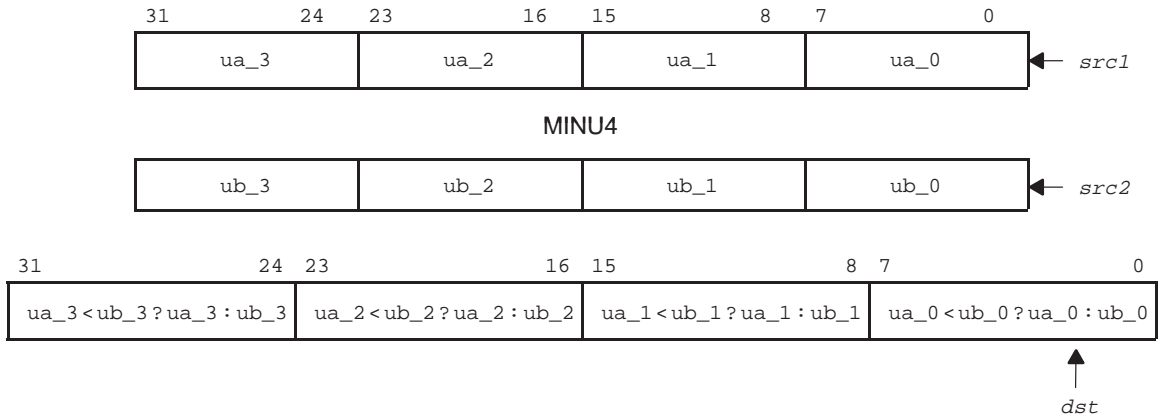 31 24 23 16 15 8 7 0
ua_3 ua_2 ua_1 ua_0 src1
MINU4
ub_3 ub_2 ub_1 ub_0 src2
31 24 23 16 15 8 7 0
ua_3<ub_3?ua_3:ub_3 ua_2<ub_2?ua_2:ub_2 ua_1<ub_1?ua_1:ub_1 ua_0<ub_0?ua_0:ub_0
dst